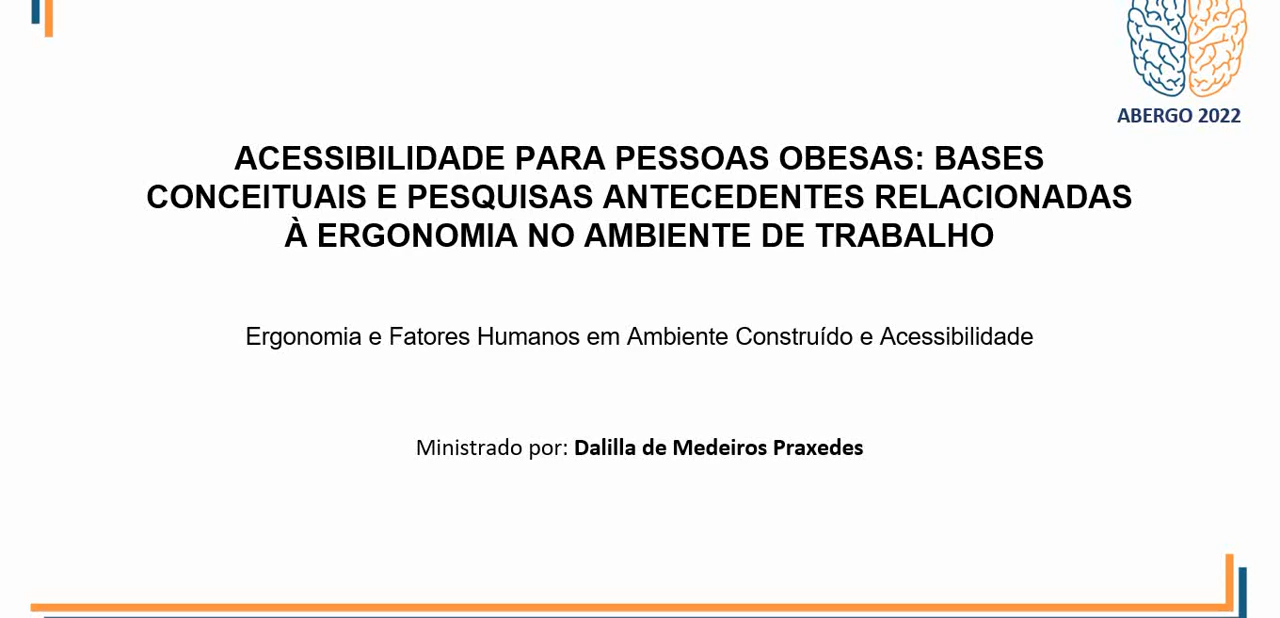 ABERGO 2022
ACESSIBILIDADE PARA PESSOAS OBESAS: BASES
CONCEITUAIS E PESQUISAS ANTECEDENTES RELACIONADAS
À ERGONOMIA NO AMBIENTE DE TRABALHO
Ergonomia e Fatores Humanos em Ambiente Construído e Acessibilidade
Ministrado por: Dalilla de Medeiros Praxedes